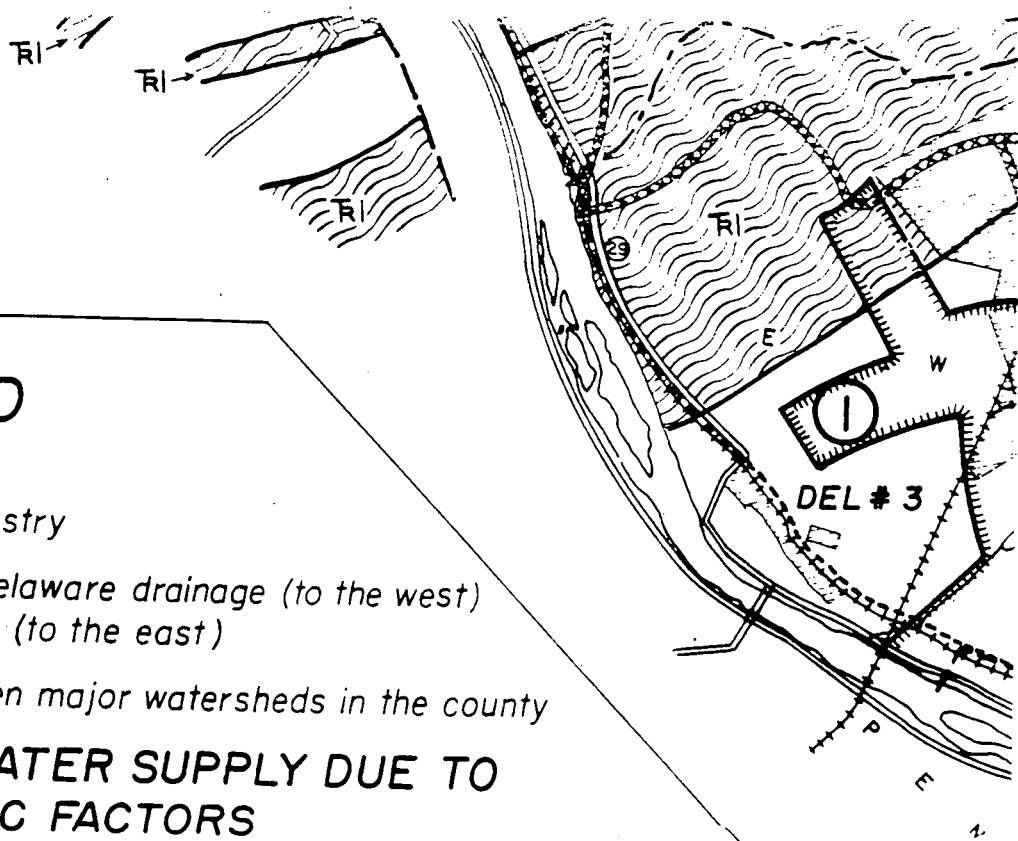 TRI
TRI
TRI
TRI
29
E
W
1
DEL # 3
stry
elaware drainage (to the west)
(to the east)
en major watersheds in the county
ATER SUPPLY DUE TO
C FACTORS
P
E